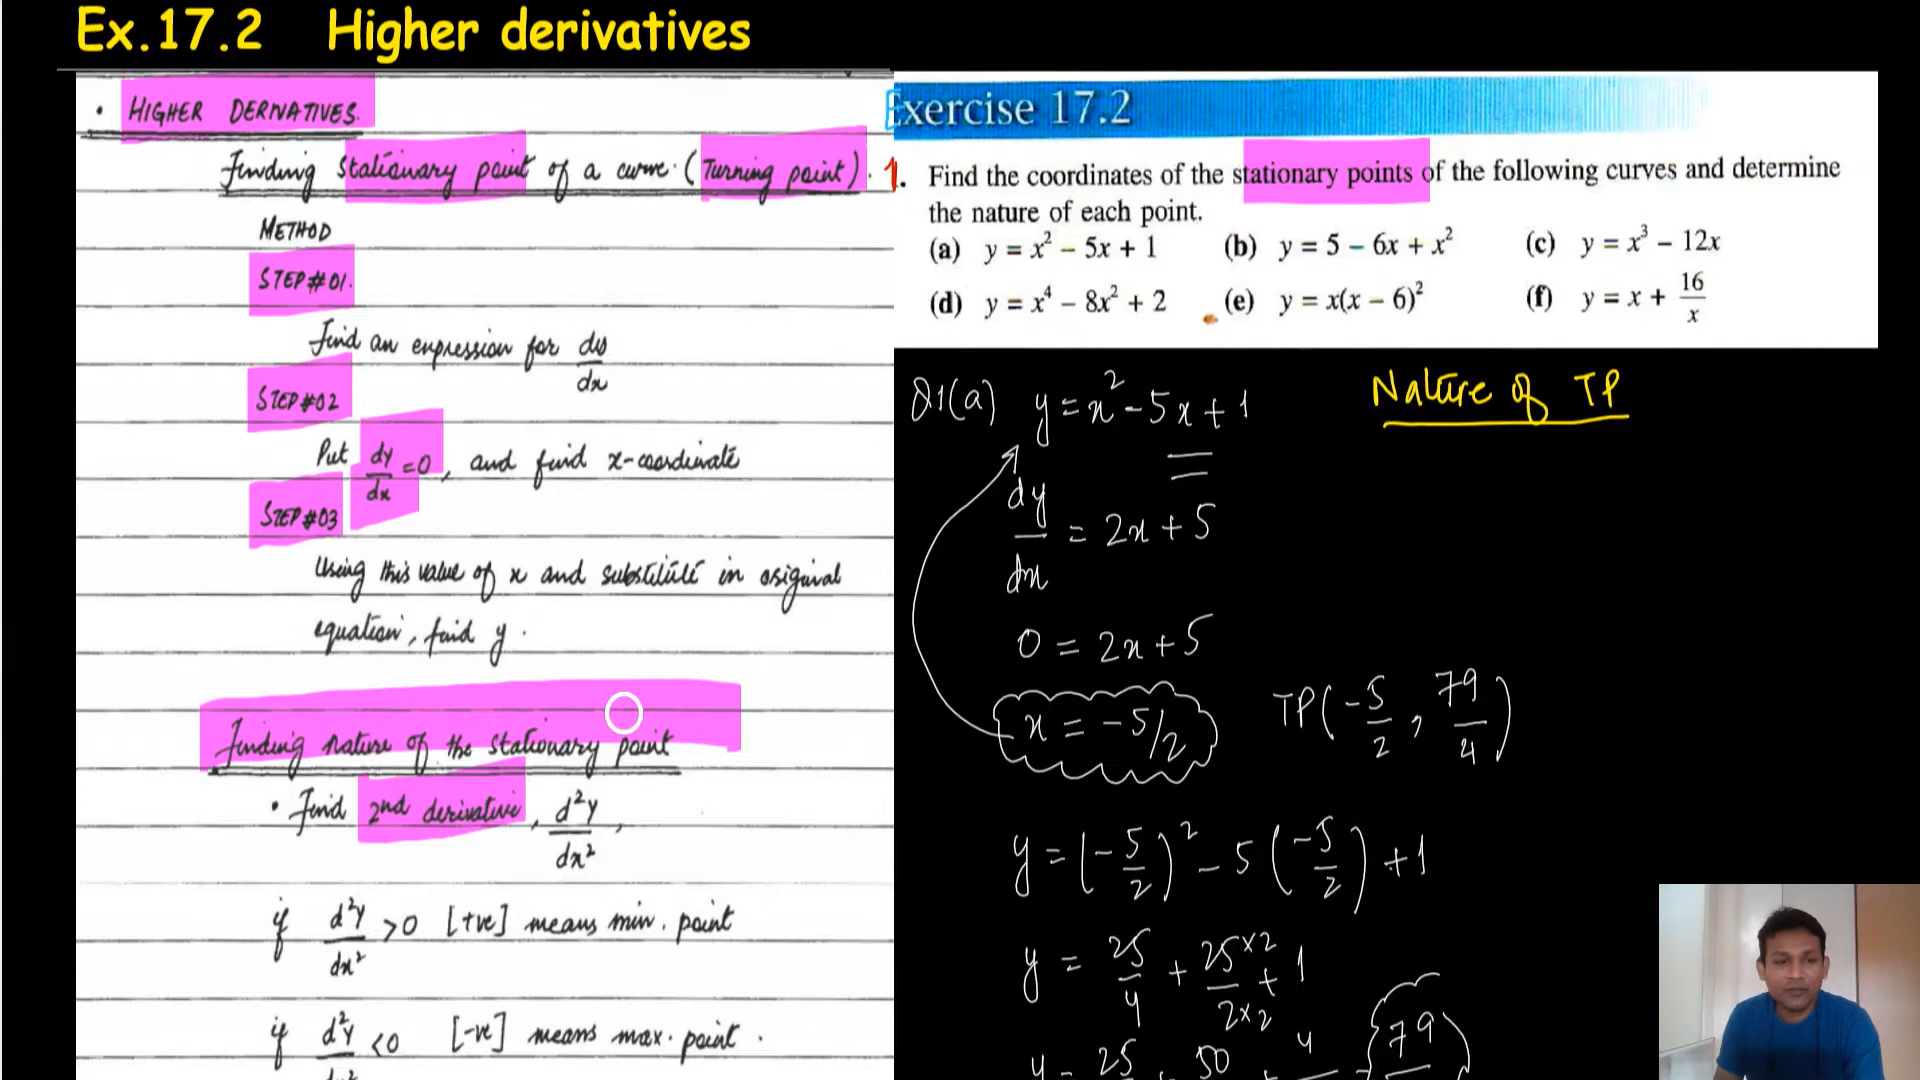 Ex.17.2 Higher derivatives
• HIGHER DERIVATIVES.
Finding Stationary point of a curve. (Turning point).
METHOD
STEP#01.
Find an expression for dy/dx
STEP#02
Put dy/dx = 0, and find x-coordinate
STEP#03
Using this value of x and substitute in original
equation, find y.
Finding nature of the stationary point
• Find 2nd derivative, d²y/dx²,
if d²y/dx² > 0 [+ve] means min. point
if d²y/dx² < 0 [-ve] means max. point.
Exercise 17.2
1. Find the coordinates of the stationary points of the following curves and determine
the nature of each point.
(a) y = x² − 5x + 1 (b) y = 5 − 6x + x² (c) y = x³ − 12x
(d) y = x⁴ − 8x² + 2 (e) y = x(x − 6)² (f) y = x + 16/x
Q1(a) y = x² - 5x + 1
Nature of TP
dy/dx = 2x + 5
0 = 2x + 5
x = -5/2
TP(-5/2, 79/4)
y = (-5/2)² - 5(-5/2) + 1
y = 25/4 + 25×2/2×2 + 1
y = 25 + 50 + 4 = 79